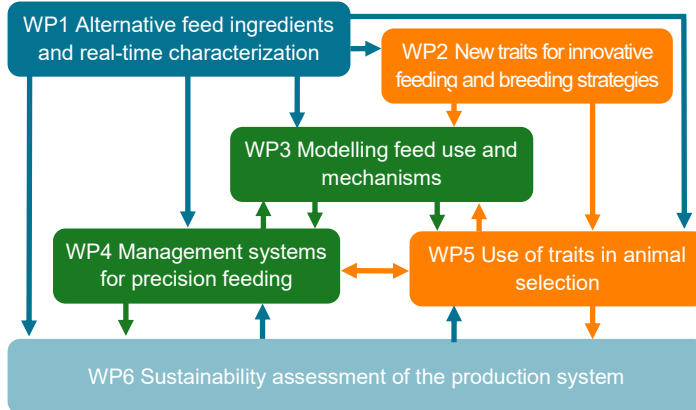 WP1 Alternative feed ingredients
and real-time characterization
WP2 New traits for innovative
feeding and breeding strategies
WP3 Modelling feed use and
mechanisms
WP4 Management systems
for precision feeding
WP5 Use of traits in animal
selection
WP6 Sustainability assessment of the production system